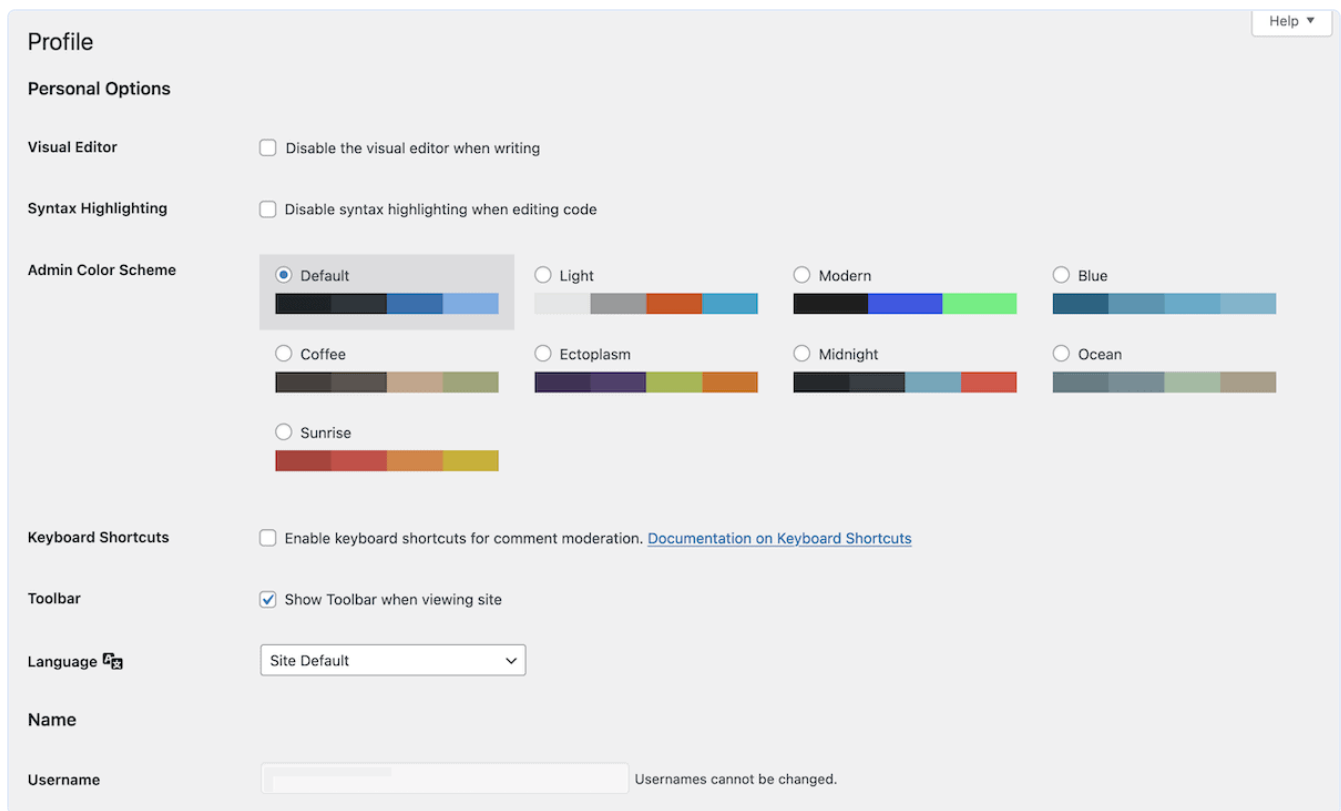 Help ▼
Profile
Personal Options
Visual Editor Disable the visual editor when writing
Syntax Highlighting Disable syntax highlighting when editing code
Admin Color Scheme Default Light Modern Blue
Coffee Ectoplasm Midnight Ocean
Sunrise
Keyboard Shortcuts Enable keyboard shortcuts for comment moderation. Documentation on Keyboard Shortcuts
Toolbar Show Toolbar when viewing site
Language Site Default
Name
Username Usernames cannot be changed.